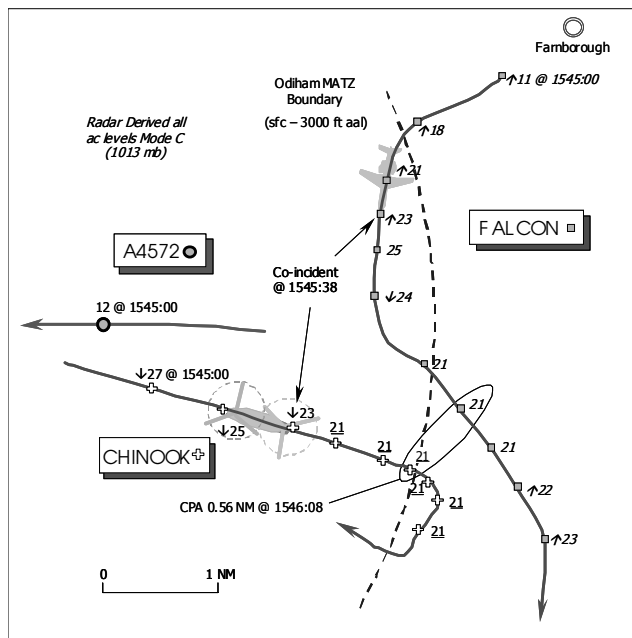 Farnborough
↑11 @ 1545:00
Odiham MATZ
Boundary
(sfc – 3000 ft aal)
Radar Derived all
ac levels Mode C
(1013 mb)
↑18
↑21
↑23
FALCON
A4572
25
Co-incident
@ 1545:38
↓24
12 @ 1545:00
21
↓27 @ 1545:00
21
↓23
↓25
21
21
21
CHINOOK
21
21
↑22
CPA 0.56 NM @ 1546:08
21
21
↑23
0
1 NM